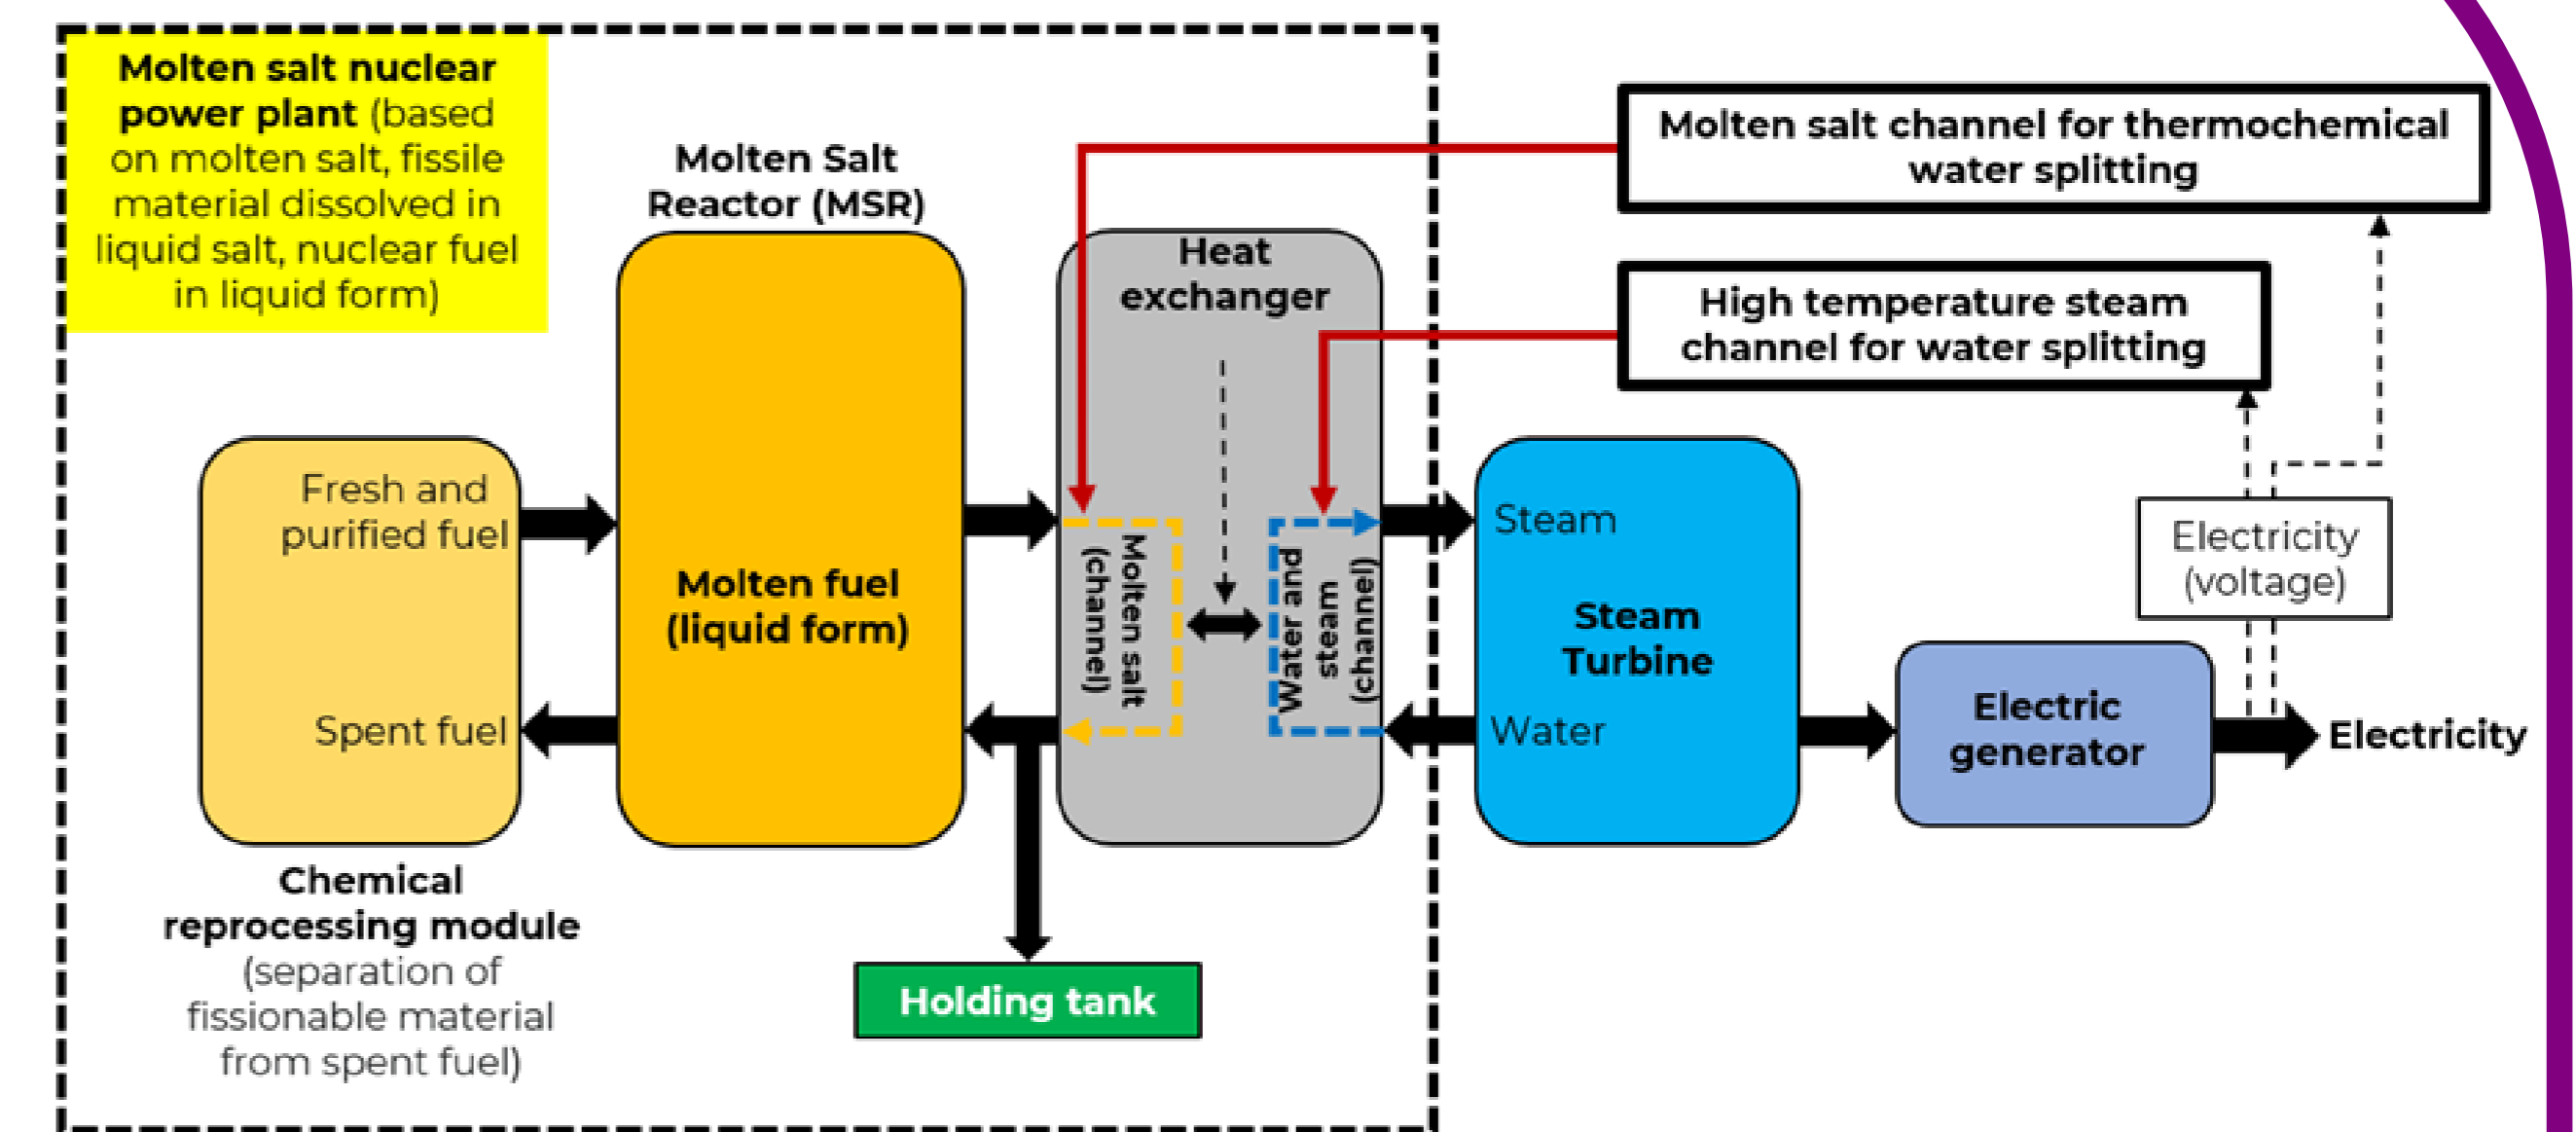 Molten salt nuclear
power plant (based
on molten salt, fissile
material dissolved in
liquid salt, nuclear fuel
in liquid form)
Molten Salt
Reactor (MSR)
Molten salt channel for thermochemical
water splitting
Heat
exchanger
High temperature steam
channel for water splitting
Fresh and
purified fuel
Spent fuel
Molten fuel
(liquid form)
Molten salt
(channel)
Water and
steam
(channel)
Steam
Steam
Turbine
Water
Electricity
(voltage)
Electric
generator
Electricity
Chemical
reprocessing module
(separation of
fissionable material
from spent fuel)
Holding tank